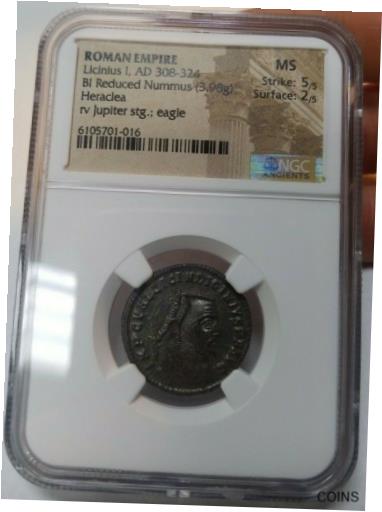 ROMAN EMPIRE
Licinius I, AD 308-324
BI Reduced Nummus (3.98g)
Heraclea
rv Jupiter stg.; eagle
6105701-016
MS
Strike: 5/5
Surface: 2/5
NGC
ANCIENTS
COINS